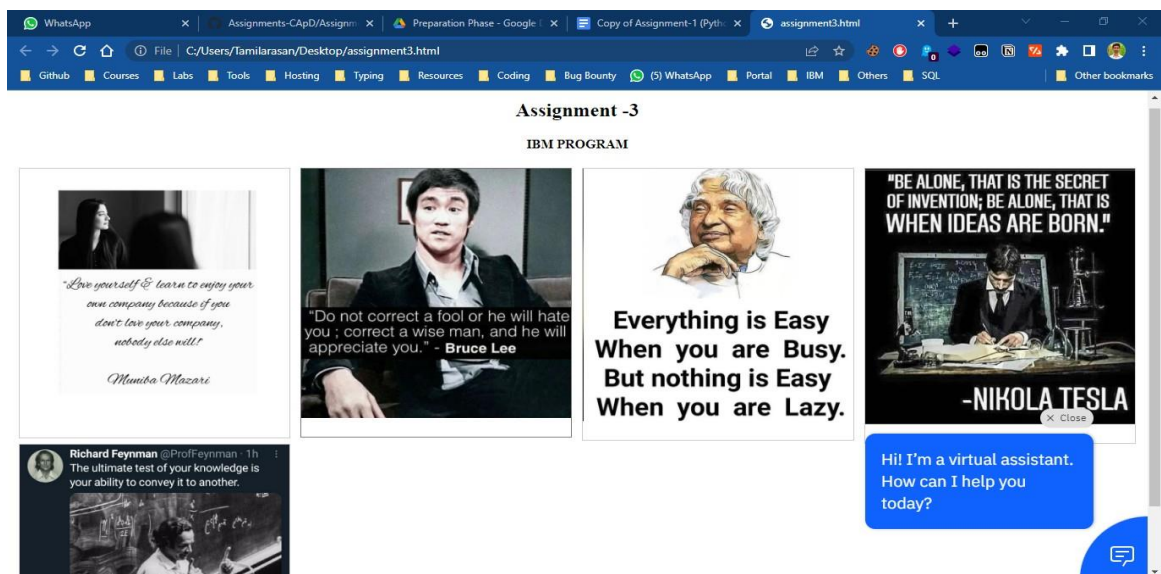 WhatsApp
Assignments-CApD/Assignm
Preparation Phase - Google
Copy of Assignment-1 (Pytho
assignment3.html
File C:/Users/Tamilarasan/Desktop/assignment3.html
0
Github Courses Labs Tools Hosting Typing Resources Coding Bug Bounty (5) WhatsApp Portal IBM Others SQL Other bookmarks
Assignment -3
IBM PROGRAM
"Love yourself & learn to enjoy your
own company because if you
don't love your company,
nobody else will!"
Muniba Mazari
"Do not correct a fool or he will hate
you ; correct a wise man, and he will
appreciate you." - Bruce Lee
Everything is Easy
When you are Busy.
But nothing is Easy
When you are Lazy.
"BE ALONE, THAT IS THE SECRET
OF INVENTION; BE ALONE, THAT IS
WHEN IDEAS ARE BORN."
-NIKOLA TESLA
Richard Feynman @ProfFeynman · 1h
The ultimate test of your knowledge is
your ability to convey it to another.
× Close
Hi! I'm a virtual assistant.
How can I help you
today?